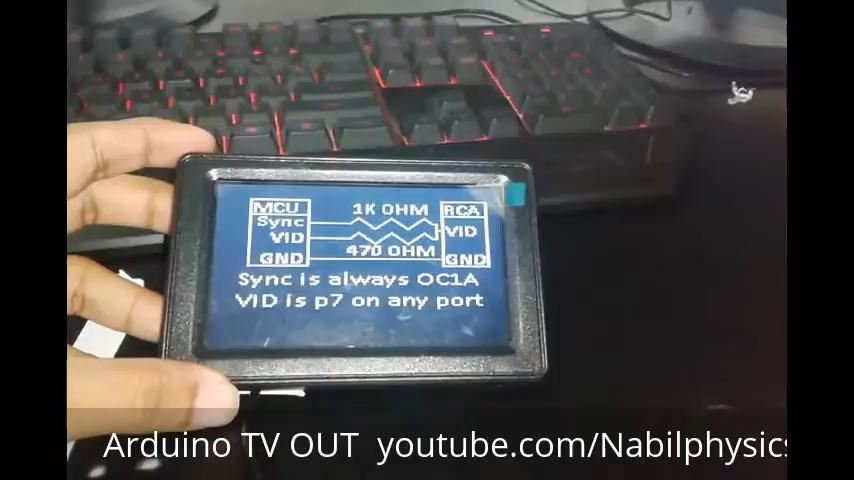 MCU 1K OHM RCA
Sync
VID VID
470 OHM
GND GND
Sync is always OC1A
VID is p7 on any port
Arduino TV OUT youtube.com/Nabilphysics